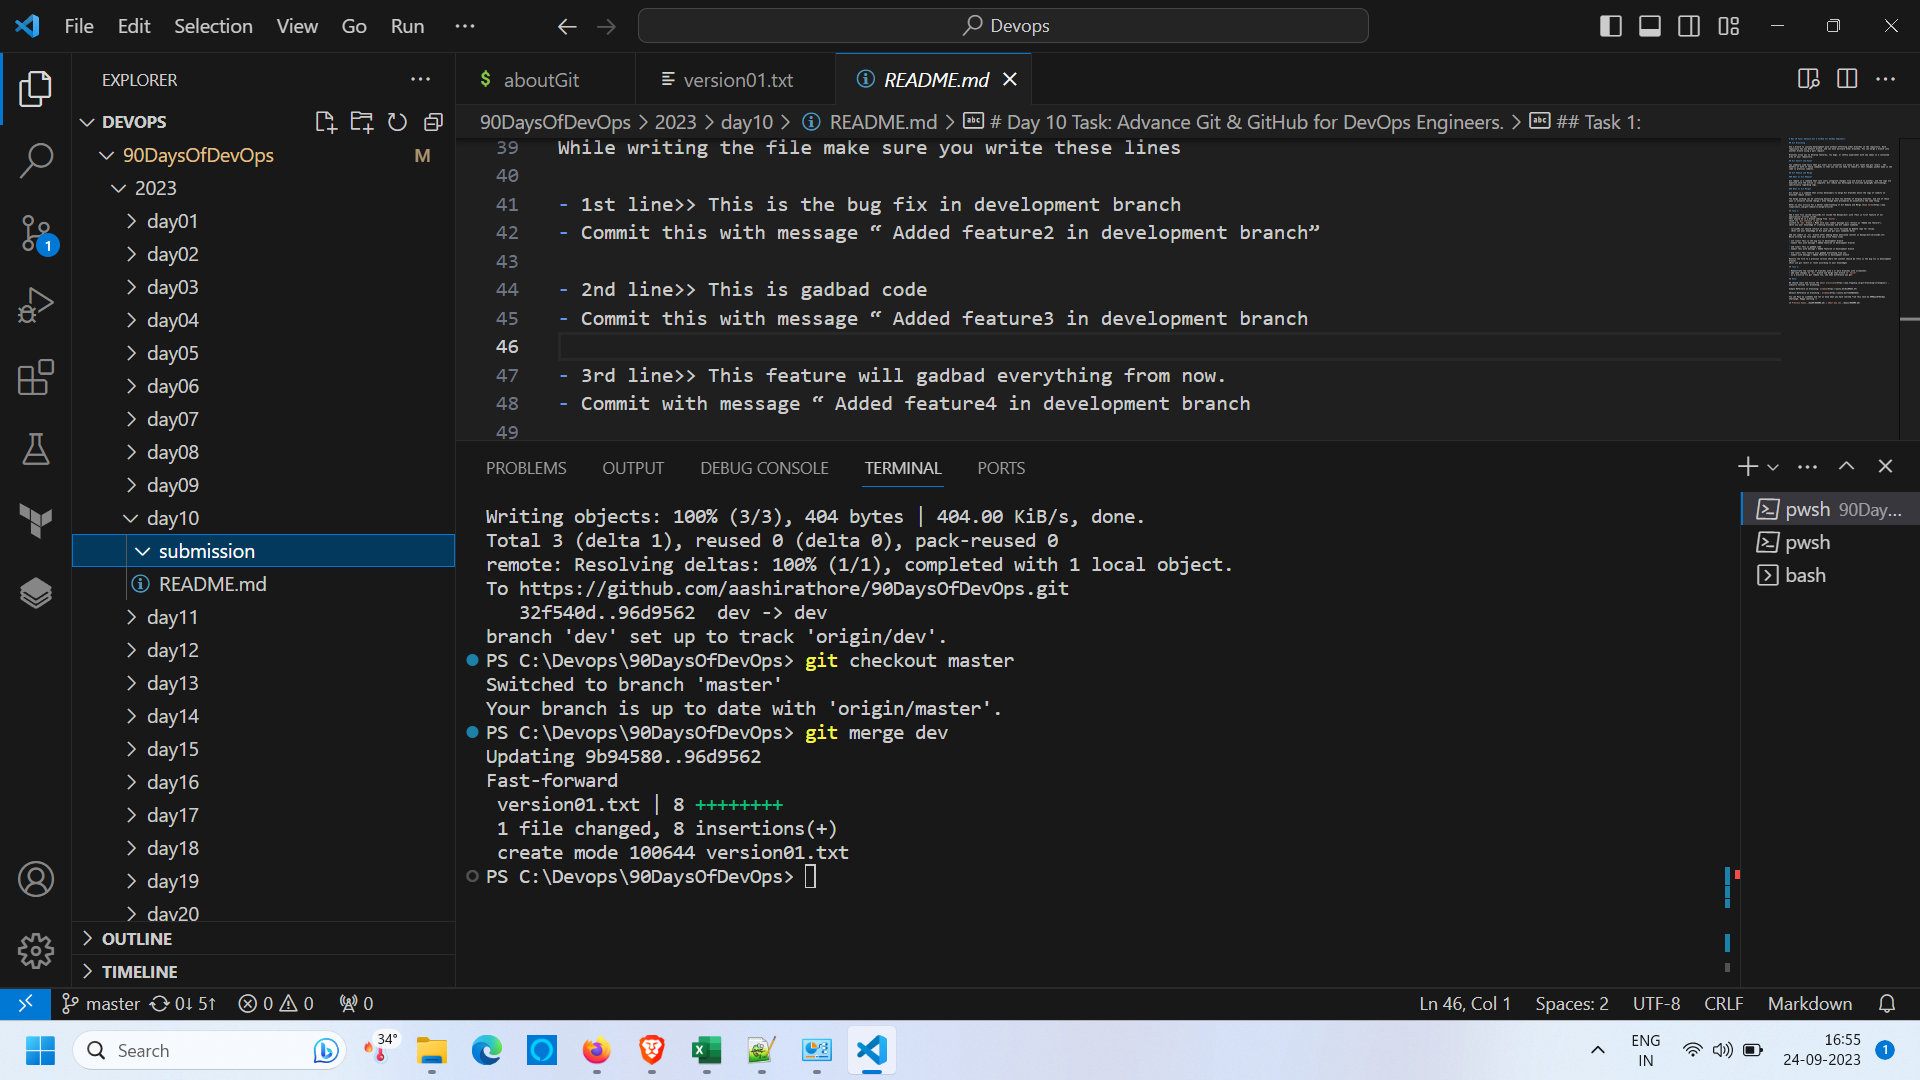 File Edit Selection View Go Run ··· Devops
EXPLORER
DEVOPS
90DaysOfDevOps M
2023
day01
day02
day03
day04
day05
day06
day07
day08
day09
day10
submission
README.md
day11
day12
day13
day14
day15
day16
day17
day18
day19
day20
OUTLINE
TIMELINE
1
$ aboutGit version01.txt README.md
90DaysOfDevOps > 2023 > day10 > README.md > # Day 10 Task: Advance Git & GitHub for DevOps Engineers. > ## Task 1:
39 While writing the file make sure you write these lines
40
41 - 1st line>> This is the bug fix in development branch
42 - Commit this with message “ Added feature2 in development branch”
43
44 - 2nd line>> This is gadbad code
45 - Commit this with message “ Added feature3 in development branch
46
47 - 3rd line>> This feature will gadbad everything from now.
48 - Commit with message “ Added feature4 in development branch
49
PROBLEMS OUTPUT DEBUG CONSOLE TERMINAL PORTS
Writing objects: 100% (3/3), 404 bytes | 404.00 KiB/s, done.
Total 3 (delta 1), reused 0 (delta 0), pack-reused 0
remote: Resolving deltas: 100% (1/1), completed with 1 local object.
To https://github.com/aashirathore/90DaysOfDevOps.git
32f540d..96d9562 dev -> dev
branch 'dev' set up to track 'origin/dev'.
PS C:\Devops\90DaysOfDevOps> git checkout master
Switched to branch 'master'
Your branch is up to date with 'origin/master'.
PS C:\Devops\90DaysOfDevOps> git merge dev
Updating 9b94580..96d9562
Fast-forward
version01.txt | 8 ++++++++
1 file changed, 8 insertions(+)
create mode 100644 version01.txt
PS C:\Devops\90DaysOfDevOps>
pwsh 90Day...
pwsh
bash
master 0↓ 5↑ 0 0 0 Ln 46, Col 1 Spaces: 2 UTF-8 CRLF Markdown
Search 34° ENG IN 16:55 24-09-2023 1